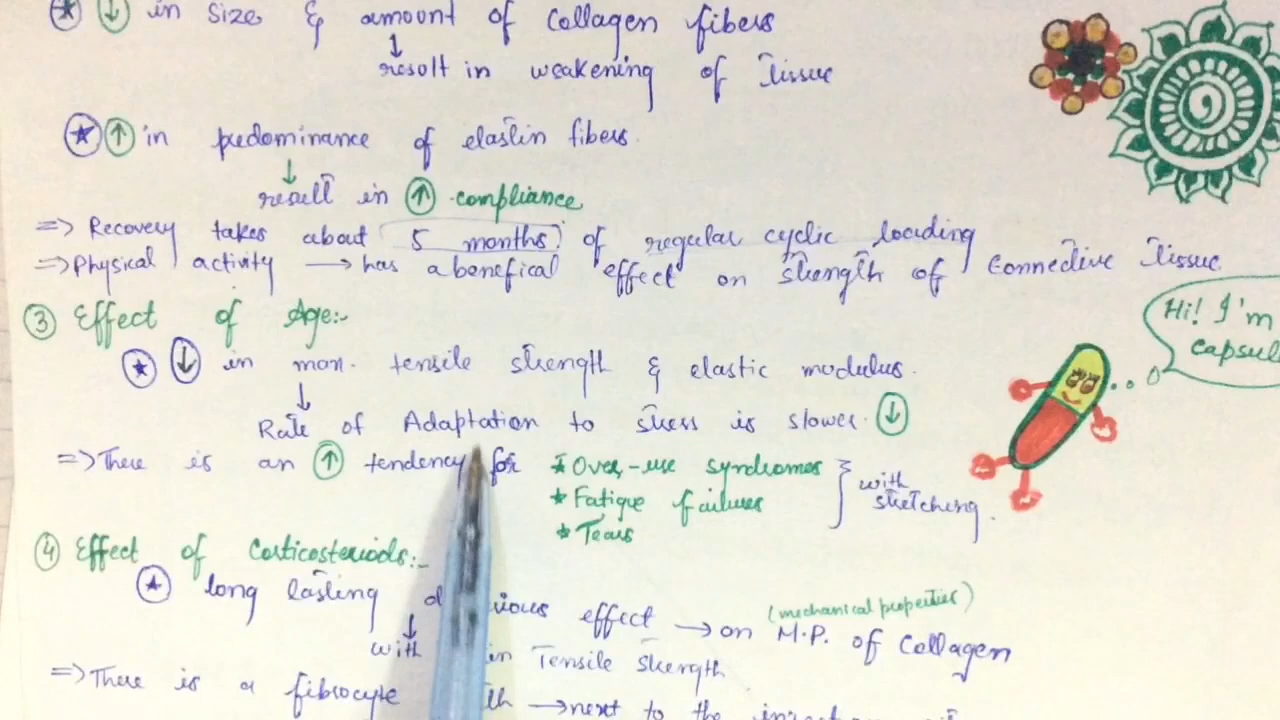 ★ ↓ in size & amount of collagen fibers
↓
result in weakening of Tissue
★ ↑ in predominance of elastin fibers.
↓
result in ↑ compliance
=> Recovery takes about 5 months of regular cyclic loading
=> Physical activity → has a benefical effect on strength of Connective Tissue
③ Effect of Age:-
★ ↓ in max. tensile strength & elastic modulus.
↓
Rate of Adaptation to stress is slower. ↓
=> There is an ↑ tendency for ★ Over-use syndromes
★ Fatigue failures
★ Tears
} with stretching.
Hi! I'm
capsul
④ Effect of Corticosteriods:-
★ long lasting effect → on M.P. of Collagen
(mechanical properties)
↓
with in Tensile strength
=> There is a fibrocyte → next to the